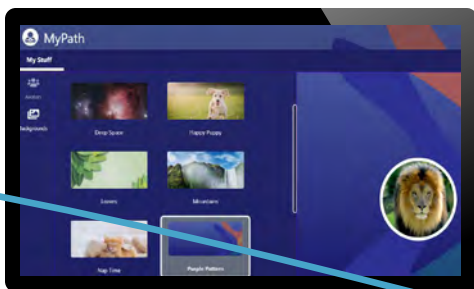 MyPath
My Stuff
Avatars
Backgrounds
Deep Space
Happy Puppy
Leaves
Mountains
Nap Time
Purple Pattern